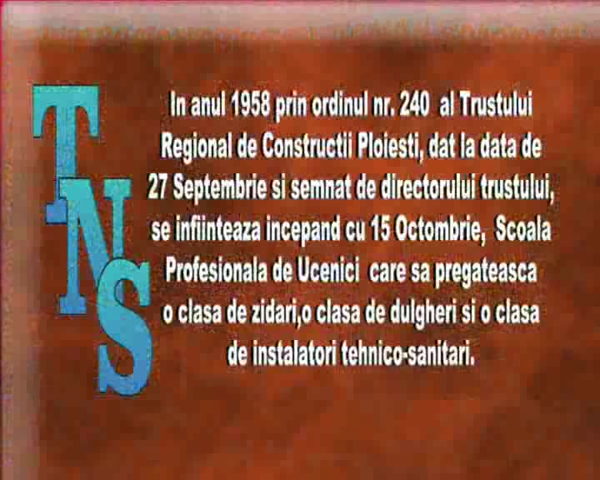 TNS
In anul 1958 prin ordinul nr. 240 al Trustului
Regional de Constructii Ploiesti, dat la data de
27 Septembrie si semnat de directorului trustului,
se infiinteaza incepand cu 15 Octombrie, Scoala
Profesionala de Ucenici care sa pregateasca
o clasa de zidari,o clasa de dulgheri si o clasa
de instalatori tehnico-sanitari.